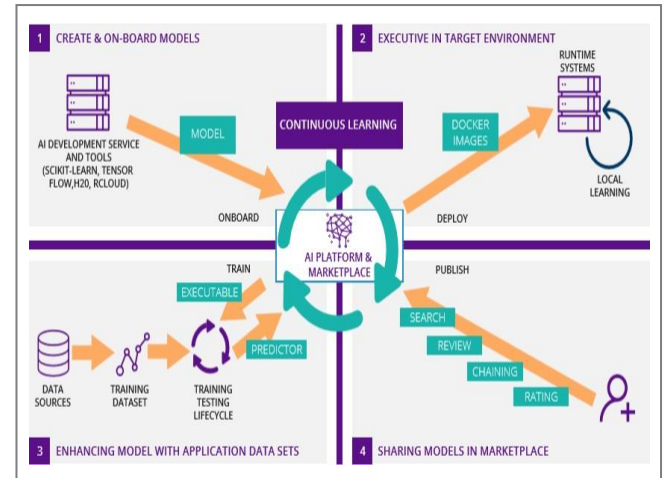 1 CREATE & ON-BOARD MODELS
AI DEVELOPMENT SERVICE
AND TOOLS
(SCIKIT-LEARN, TENSOR
FLOW,H20, RCLOUD)
MODEL
ONBOARD
CONTINUOUS LEARNING
2 EXECUTIVE IN TARGET ENVIRONMENT
RUNTIME
SYSTEMS
DOCKER
IMAGES
LOCAL
LEARNING
DEPLOY
AI PLATFORM &
MARKETPLACE
TRAIN
EXECUTABLE
PREDICTOR
DATA
SOURCES
TRAINING
DATASET
TRAINING
TESTING
LIFECYCLE
3 ENHANCING MODEL WITH APPLICATION DATA SETS
PUBLISH
SEARCH
REVIEW
CHAINING
RATING
4 SHARING MODELS IN MARKETPLACE